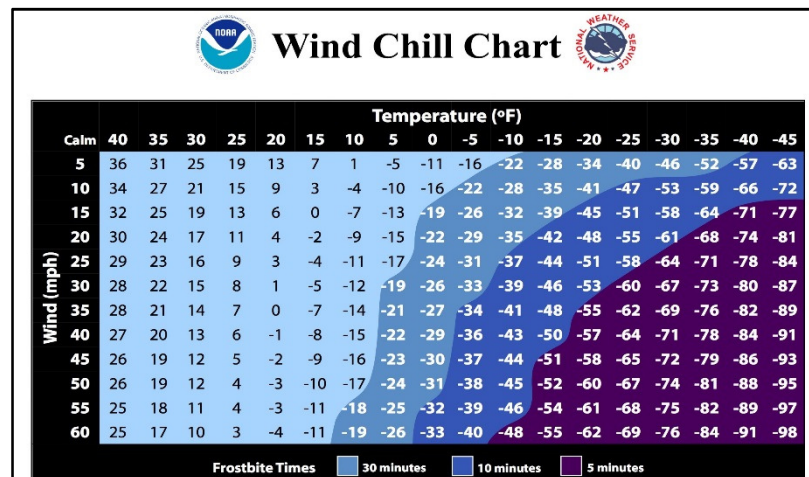 NOAA
Wind Chill Chart
NATIONAL WEATHER SERVICE
Temperature (ºF)
Calm 40 35 30 25 20 15 10 5 0 -5 -10 -15 -20 -25 -30 -35 -40 -45
Wind (mph)
5 36 31 25 19 13 7 1 -5 -11 -16 -22 -28 -34 -40 -46 -52 -57 -63
10 34 27 21 15 9 3 -4 -10 -16 -22 -28 -35 -41 -47 -53 -59 -66 -72
15 32 25 19 13 6 0 -7 -13 -19 -26 -32 -39 -45 -51 -58 -64 -71 -77
20 30 24 17 11 4 -2 -9 -15 -22 -29 -35 -42 -48 -55 -61 -68 -74 -81
25 29 23 16 9 3 -4 -11 -17 -24 -31 -37 -44 -51 -58 -64 -71 -78 -84
30 28 22 15 8 1 -5 -12 -19 -26 -33 -39 -46 -53 -60 -67 -73 -80 -87
35 28 21 14 7 0 -7 -14 -21 -27 -34 -41 -48 -55 -62 -69 -76 -82 -89
40 27 20 13 6 -1 -8 -15 -22 -29 -36 -43 -50 -57 -64 -71 -78 -84 -91
45 26 19 12 5 -2 -9 -16 -23 -30 -37 -44 -51 -58 -65 -72 -79 -86 -93
50 26 19 12 4 -3 -10 -17 -24 -31 -38 -45 -52 -60 -67 -74 -81 -88 -95
55 25 18 11 4 -3 -11 -18 -25 -32 -39 -46 -54 -61 -68 -75 -82 -89 -97
60 25 17 10 3 -4 -11 -19 -26 -33 -40 -48 -55 -62 -69 -76 -84 -91 -98
Frostbite Times 30 minutes 10 minutes 5 minutes